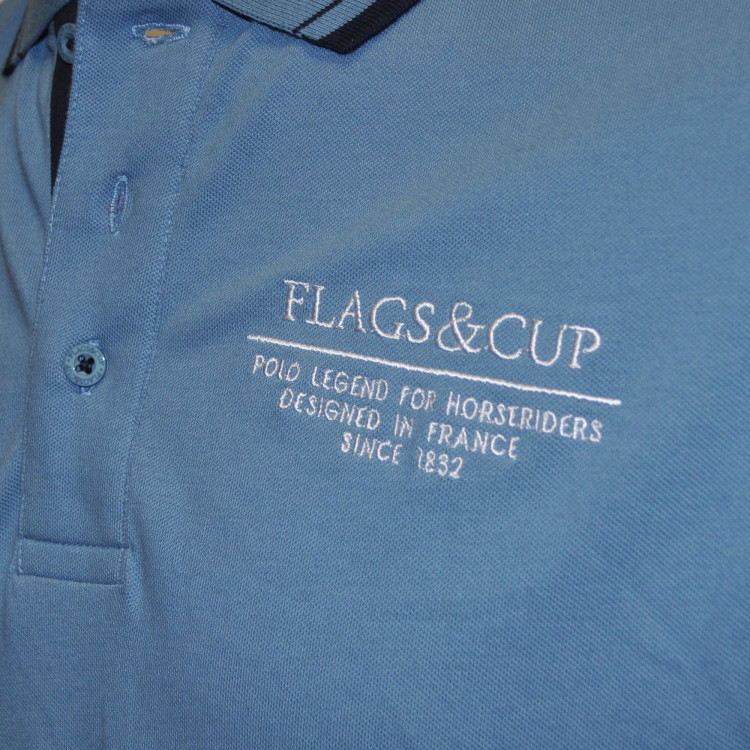 FLAGS&CUP
POLO LEGEND FOR HORSERIDERS
DESIGNED IN FRANCE
SINCE 1832